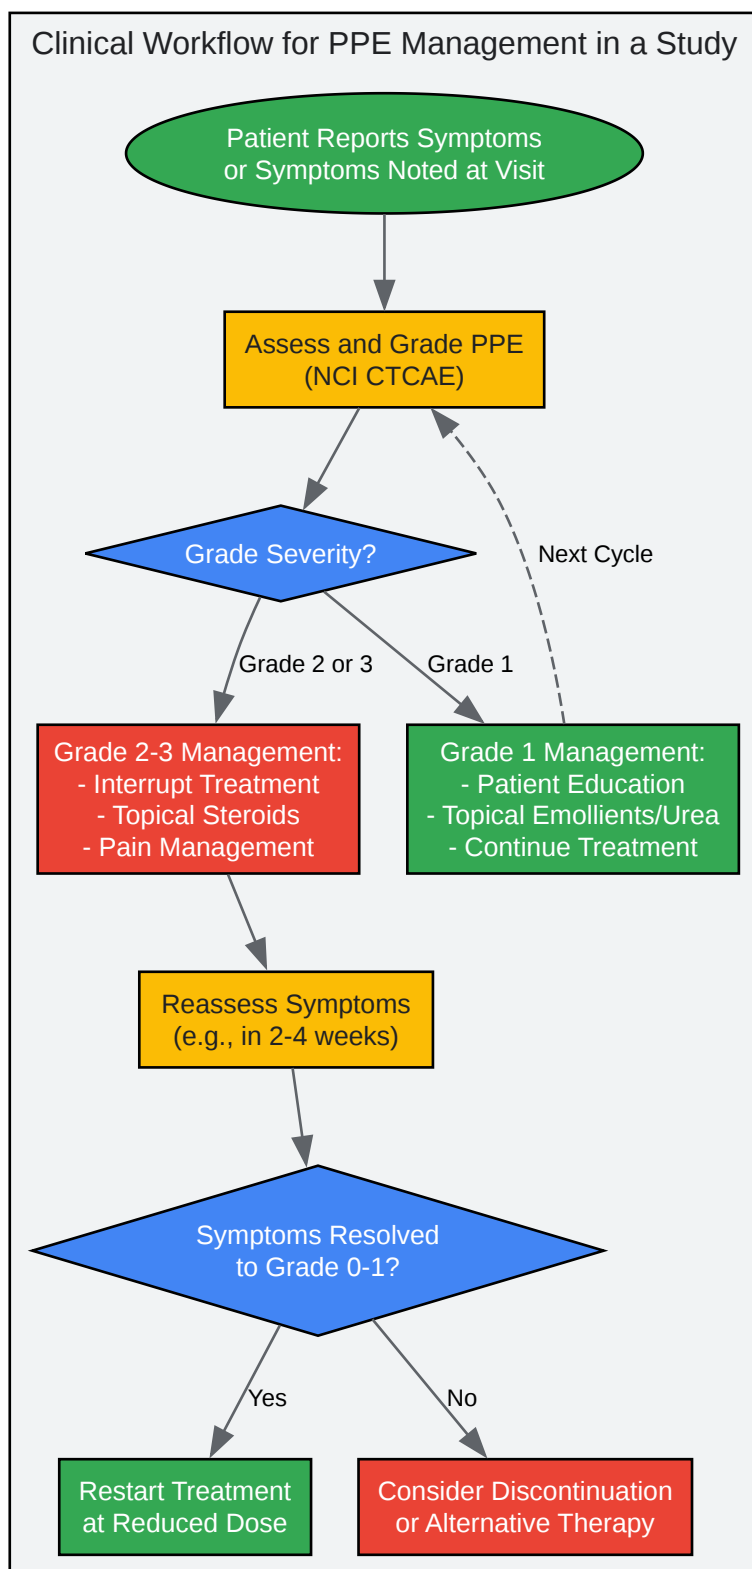 Clinical Workflow for PPE Management in a Study
Patient Reports Symptoms
or Symptoms Noted at Visit
Assess and Grade PPE
(NCI CTCAE)
Grade Severity?
Next Cycle
Grade 2 or 3
Grade 1
Grade 2-3 Management:
- Interrupt Treatment
- Topical Steroids
- Pain Management
Grade 1 Management:
- Patient Education
- Topical Emollients/Urea
- Continue Treatment
Reassess Symptoms
(e.g., in 2-4 weeks)
Symptoms Resolved
to Grade 0-1?
Yes
No
Restart Treatment
at Reduced Dose
Consider Discontinuation
or Alternative Therapy